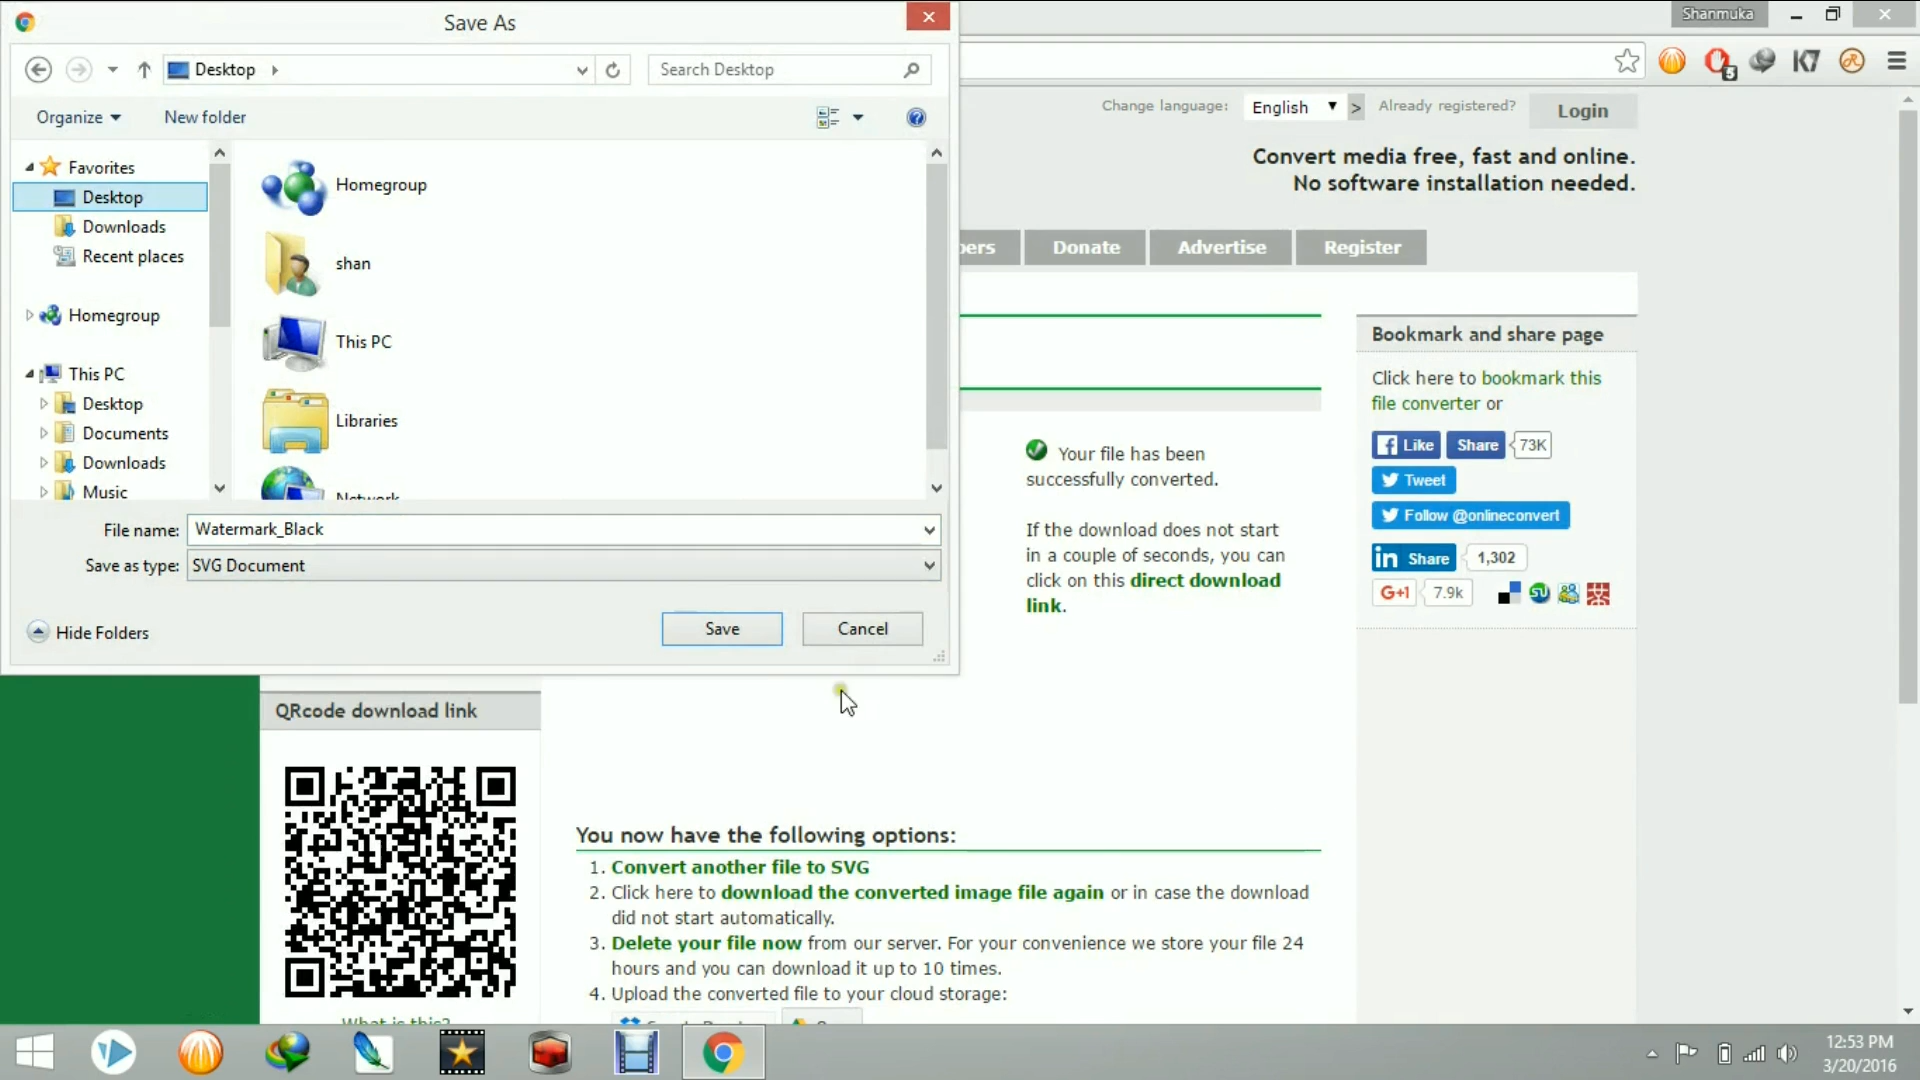 Save As
Desktop
Search Desktop
Organize
New folder
Favorites
Desktop
Downloads
Recent places
Homegroup
This PC
Desktop
Documents
Downloads
Music
Homegroup
shan
This PC
Libraries
Network
File name:
Watermark_Black
Save as type:
SVG Document
Hide Folders
Save
Cancel
Shanmuka
5
K7
Change language:
English
>
Already registered?
Login
Convert media free, fast and online.
No software installation needed.
Donate
Advertise
Register
Your file has been
successfully converted.
If the download does not start
in a couple of seconds, you can
click on this direct download
link.
Bookmark and share page
Click here to bookmark this
file converter or
Like
Share
73K
Tweet
Follow @onlineconvert
in Share
1,302
G+1
7.9k
QRcode download link
What is this?
You now have the following options:
1. Convert another file to SVG
2. Click here to download the converted image file again or in case the download
did not start automatically.
3. Delete your file now from our server. For your convenience we store your file 24
hours and you can download it up to 10 times.
4. Upload the converted file to your cloud storage:
12:53 PM
3/20/2016